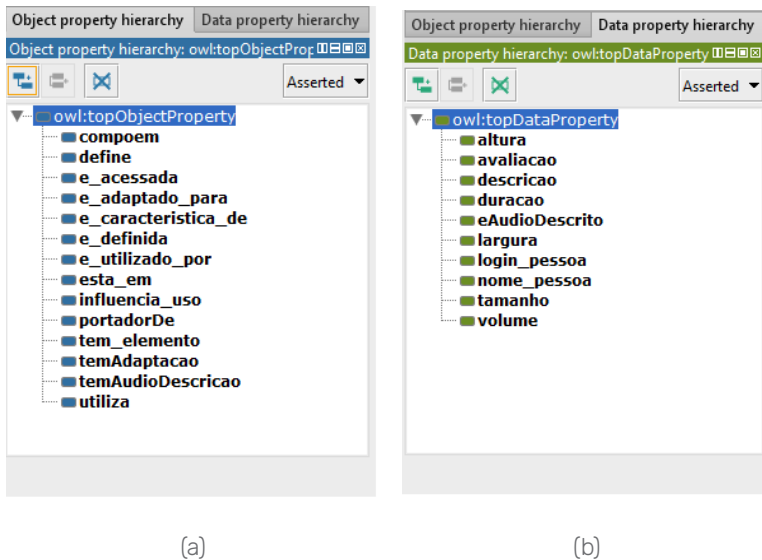 Object property hierarchy Data property hierarchy
Object property hierarchy: owl:topObjectProp
Asserted
owl:topObjectProperty
compoem
define
e_acessada
e_adaptado_para
e_caracteristica_de
e_definida
e_utilizado_por
esta_em
influencia_uso
portadorDe
tem_elemento
temAdaptacao
temAudioDescricao
utiliza
(a)
Object property hierarchy Data property hierarchy
Data property hierarchy: owl:topDataProperty
Asserted
owl:topDataProperty
altura
avaliacao
descricao
duracao
eAudioDescrito
largura
login_pessoa
nome_pessoa
tamanho
volume
(b)